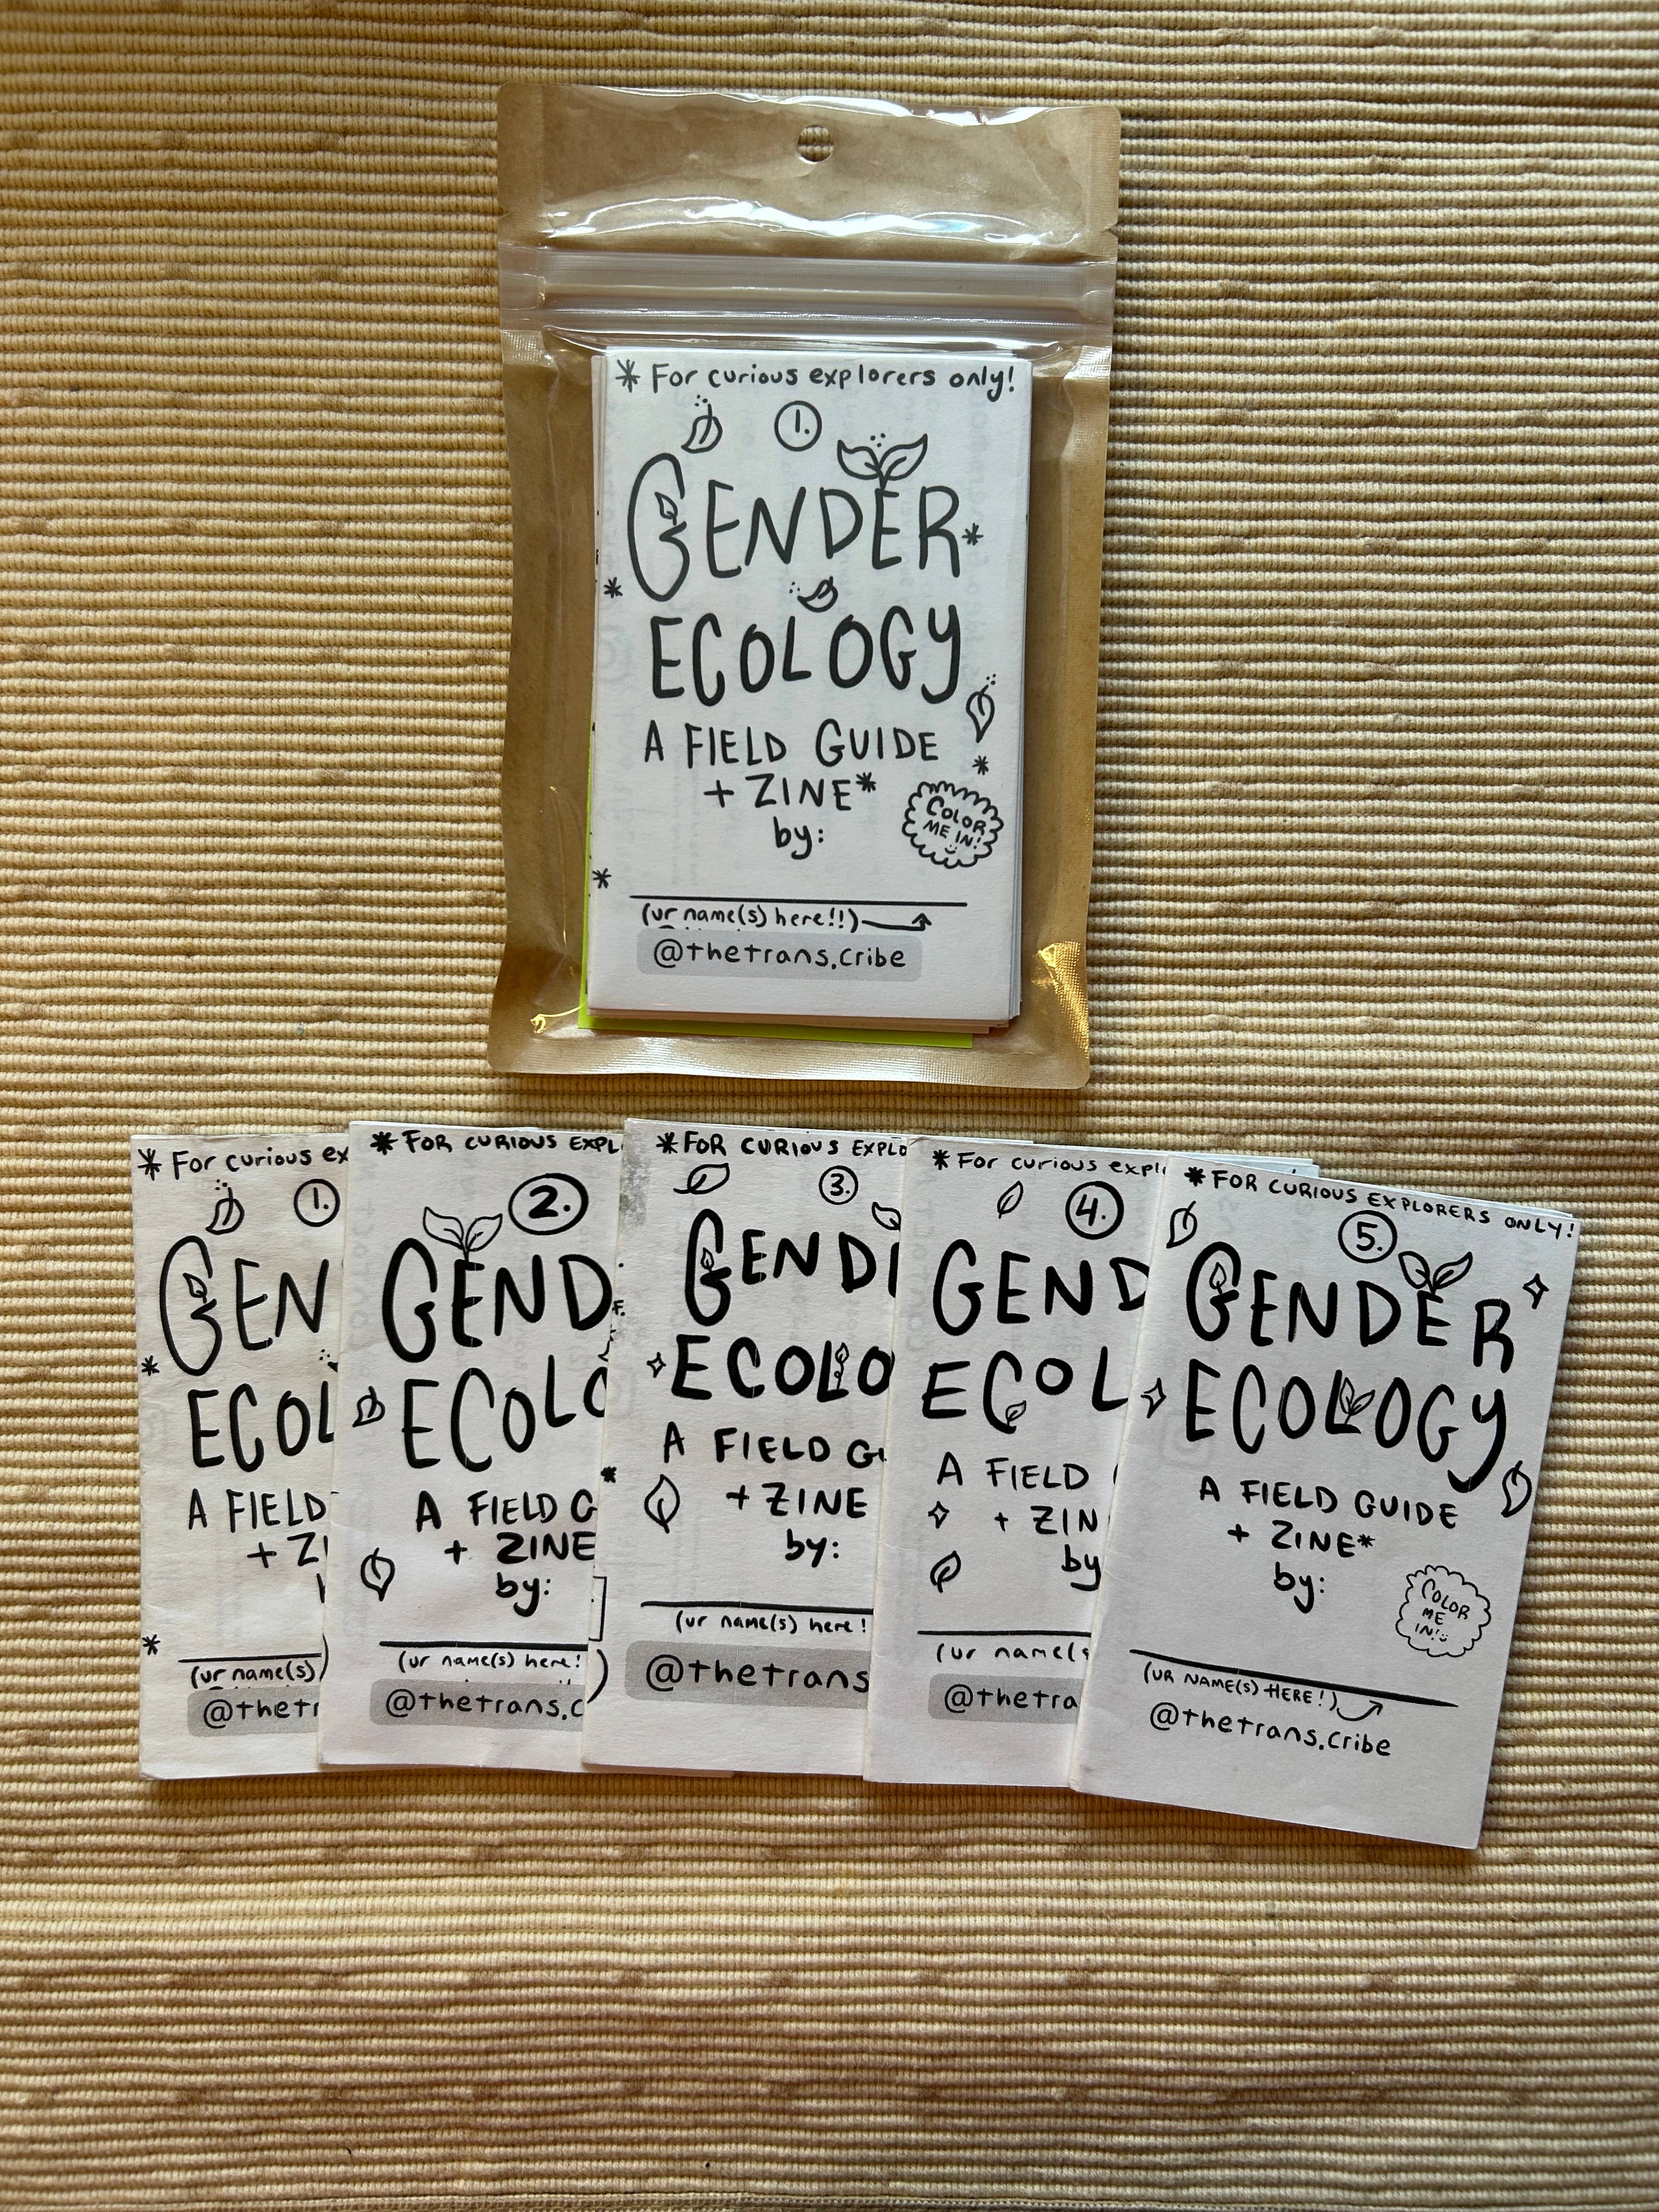 * For curious explorers only!
1.
GENDER*
ECOLOGY
A FIELD GUIDE
+ ZINE*
by:
COLOR
ME IN!
(ur name(s) here!!)
@thetrans.cribe
* For curious ex
1.
GEN
ECOL
A FIELD
+ ZI
(ur name(s)
@thetr
* FOR CURIOUS EXPL
2.
GEND
ECOLO
A FIELD G
+ ZINE
by:
(ur name(s) here!
@thetrans.c
* FOR CURIOUS EXPLO
3.
GENDE
ECOLO
A FIELD GU
+ ZINE
by:
(ur name(s) here!
@thetrans
* For curious expl
4.
GEND
ECOL
A FIELD
+ ZIN
by
(ur name(s
@thetra
* FOR CURIOUS EXPLORERS ONLY!
5.
GENDER
ECOLOGY
A FIELD GUIDE
+ ZINE*
by:
COLOR
ME
IN!
(UR NAME(S) HERE!)
@thetrans.cribe